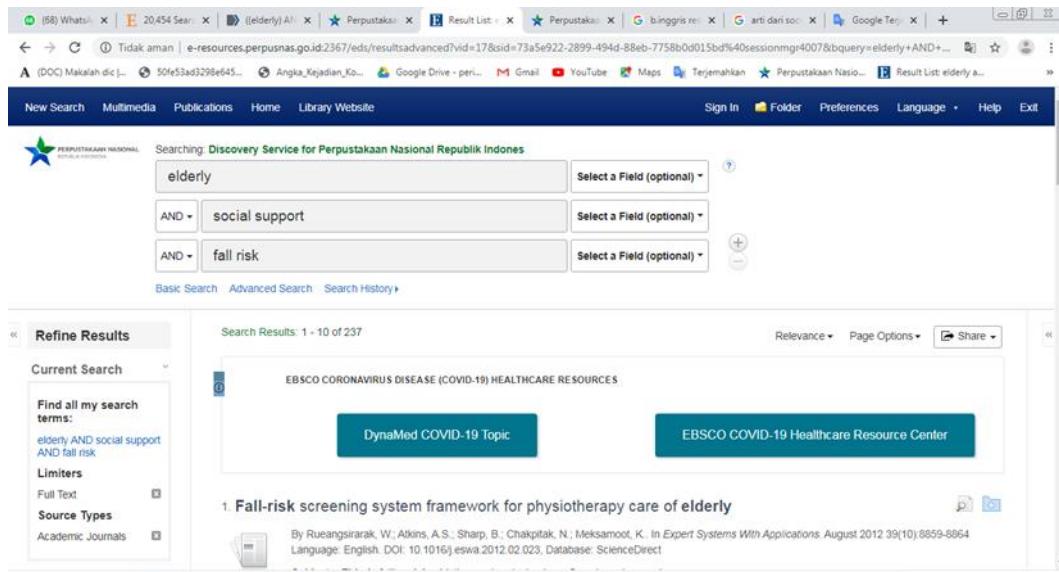 (68) WhatsA
20,454 Sear
((elderly) A
Perpustaka
Result List: e
Perpustaka
b.inggris re
arti dari so
Google Ter
Tidak aman | e-resources.perpusnas.go.id:2367/eds/resultsadvanced?vid=17&sid=73a5e922-2899-494d-88eb-7758b0d015bd%40sessionmgr4007&bquery=elderly+AND+...
(DOC) Makalah dic |...
50fe53ad3298e645...
Angka_Kejadian_Ko...
Google Drive - peri...
Gmail
YouTube
Maps
Terjemahkan
Perpustakaan Nasio...
Result List: elderly a...
New Search Multimedia Publications Home Library Website
Sign In Folder Preferences Language Help Exit
PERPUSTAKAAN NASIONAL
REPUBLIK INDONESIA
Searching: Discovery Service for Perpustakaan Nasional Republik Indones
elderly Select a Field (optional)
AND social support Select a Field (optional)
AND fall risk Select a Field (optional)
Basic Search Advanced Search Search History
Refine Results
Current Search
Find all my search
terms:
elderly AND social support
AND fall risk
Limiters
Full Text
Source Types
Academic Journals
Search Results: 1 - 10 of 237
Relevance Page Options Share
EBSCO CORONAVIRUS DISEASE (COVID-19) HEALTHCARE RESOURCES
DynaMed COVID-19 Topic
EBSCO COVID-19 Healthcare Resource Center
1. Fall-risk screening system framework for physiotherapy care of elderly
By Rueangsirarak, W.; Atkins, A.S.; Sharp, B.; Chakpitak, N.; Meksamoot, K.. In Expert Systems With Applications. August 2012 39(10):8859-8864
Language: English. DOI: 10.1016/j.eswa.2012.02.023, Database: ScienceDirect